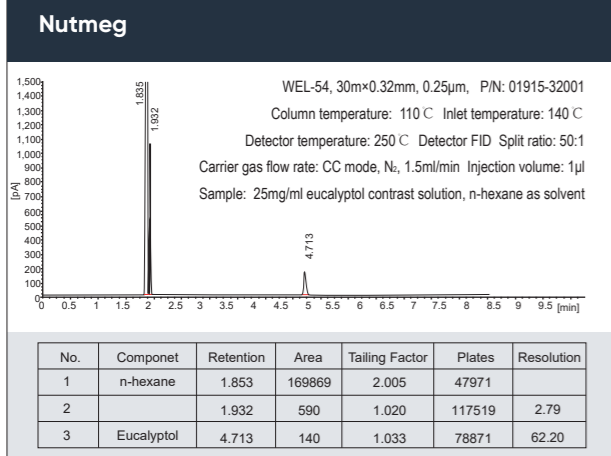 Nutmeg
WEL-54, 30m×0.32mm, 0.25μm, P/N: 01915-32001
Column temperature: 110℃ Inlet temperature: 140℃
Detector temperature: 250℃ Detector FID Split ratio: 50:1
Carrier gas flow rate: CC mode, N₂, 1.5ml/min Injection volume: 1μl
Sample: 25mg/ml eucalyptol contrast solution, n-hexane as solvent
[pA]
1,500
1,400
1,300
1,200
1,100
1,000
900
800
700
600
500
400
300
200
100
0
1.835
1.932
4.713
0 0.5 1 1.5 2 2.5 3 3.5 4 4.5 5 5.5 6 6.5 7 7.5 8 8.5 9 9.5 [min]
No. Componet Retention Area Tailing Factor Plates Resolution
1 n-hexane 1.853 169869 2.005 47971
2 1.932 590 1.020 117519 2.79
3 Eucalyptol 4.713 140 1.033 78871 62.20